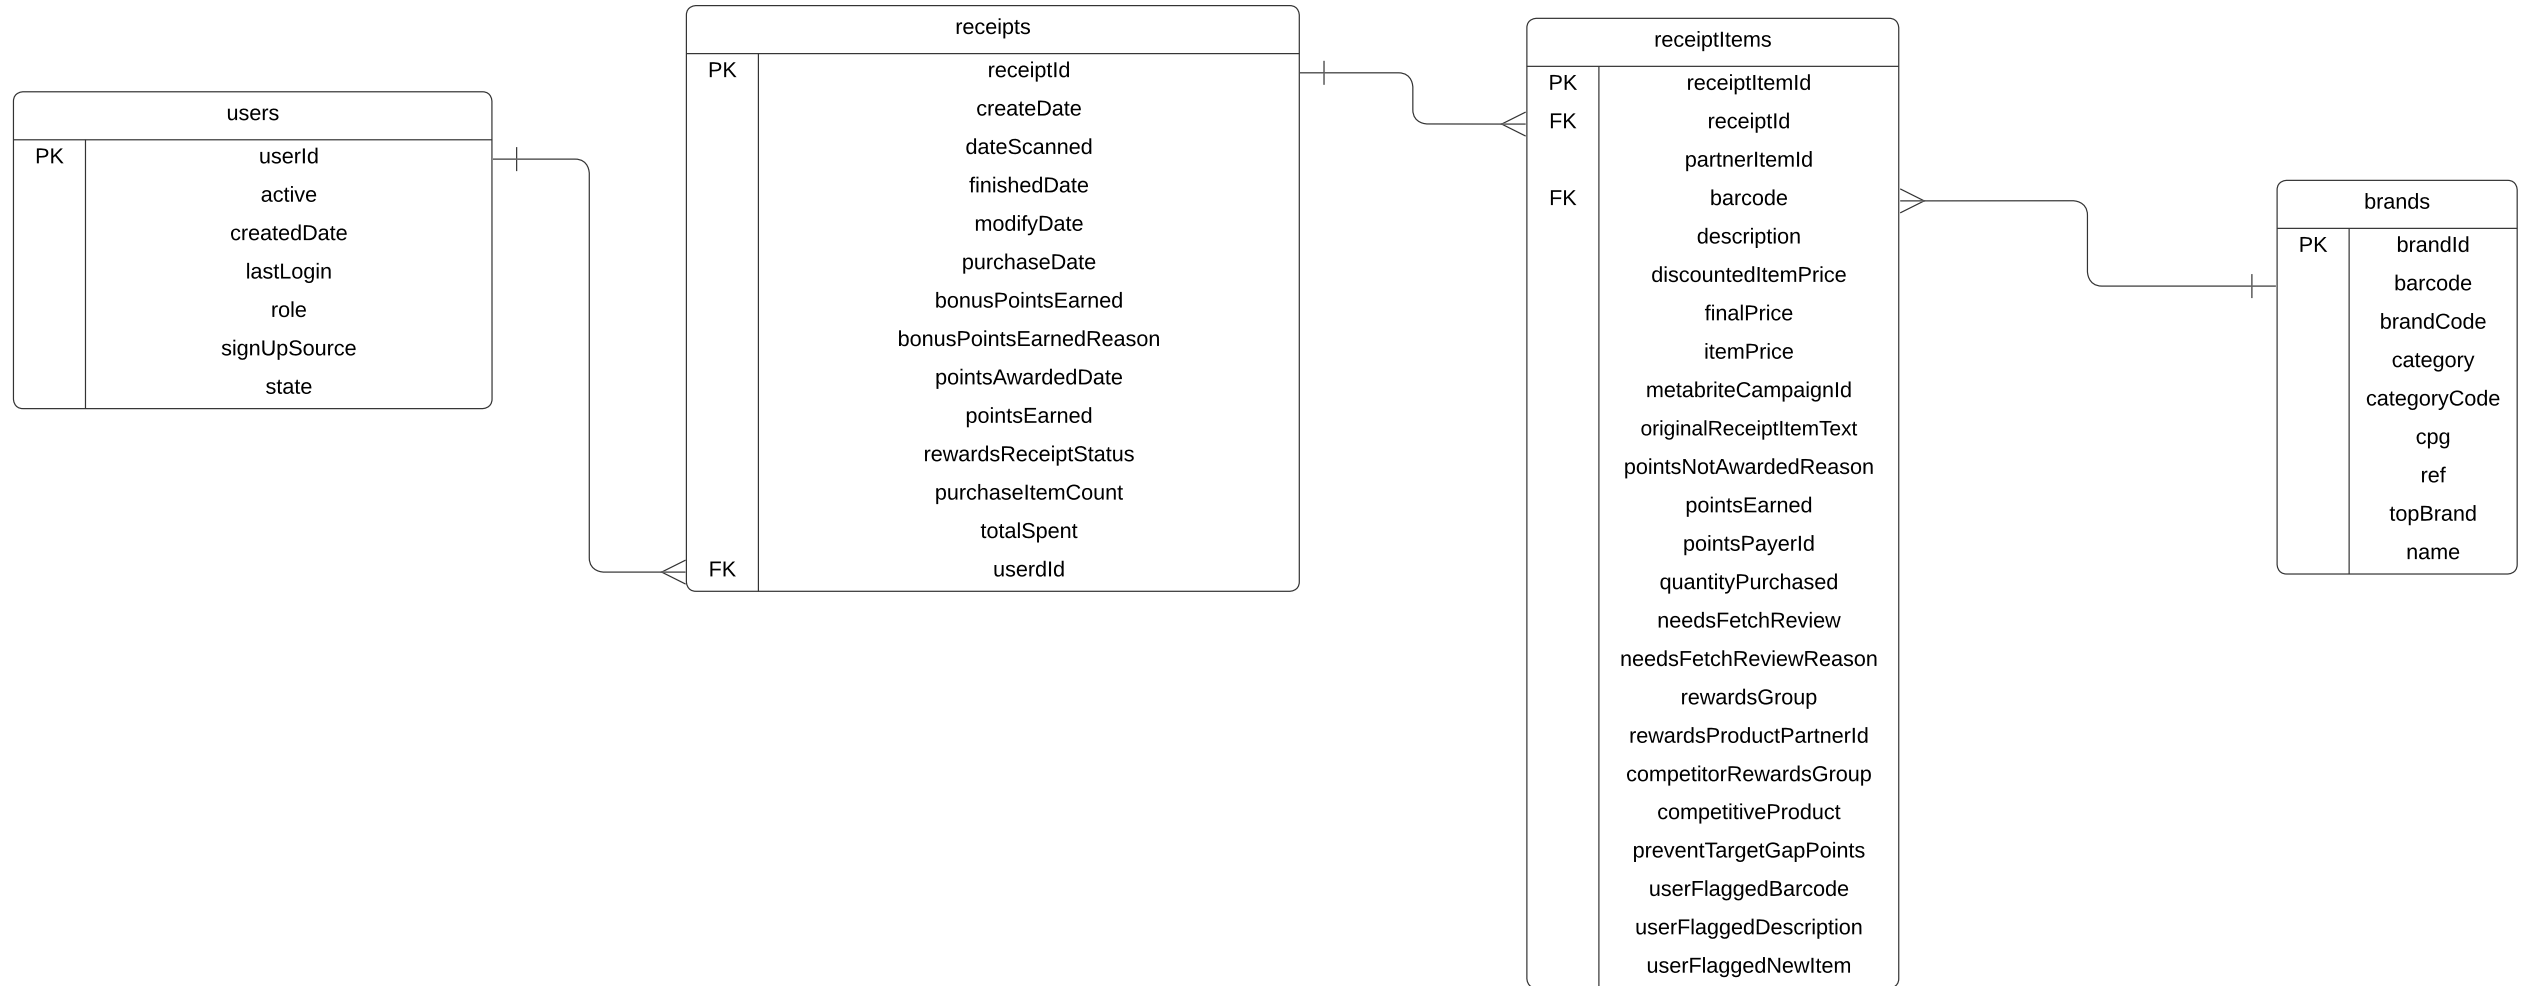 users
PK userId
active
createdDate
lastLogin
role
signUpSource
state
receipts
PK receiptId
createDate
dateScanned
finishedDate
modifyDate
purchaseDate
bonusPointsEarned
bonusPointsEarnedReason
pointsAwardedDate
pointsEarned
rewardsReceiptStatus
purchaseItemCount
totalSpent
FK userdId
receiptItems
PK receiptItemId
FK receiptId
partnerItemId
FK barcode
description
discountedItemPrice
finalPrice
itemPrice
metabriteCampaignId
originalReceiptItemText
pointsNotAwardedReason
pointsEarned
pointsPayerId
quantityPurchased
needsFetchReview
needsFetchReviewReason
rewardsGroup
rewardsProductPartnerId
competitorRewardsGroup
competitiveProduct
preventTargetGapPoints
userFlaggedBarcode
userFlaggedDescription
userFlaggedNewItem
brands
PK brandId
barcode
brandCode
category
categoryCode
cpg
ref
topBrand
name